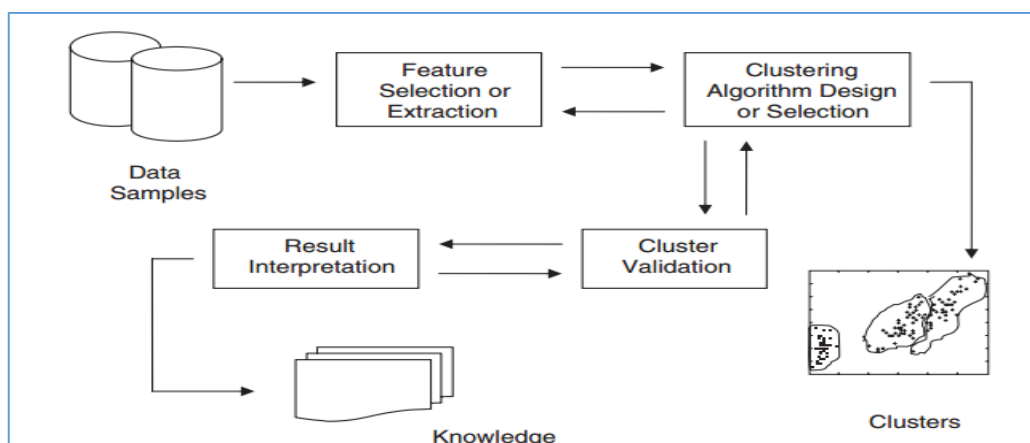 Data
Samples
Feature
Selection or
Extraction
Clustering
Algorithm Design
or Selection
Result
Interpretation
Cluster
Validation
Knowledge
Clusters